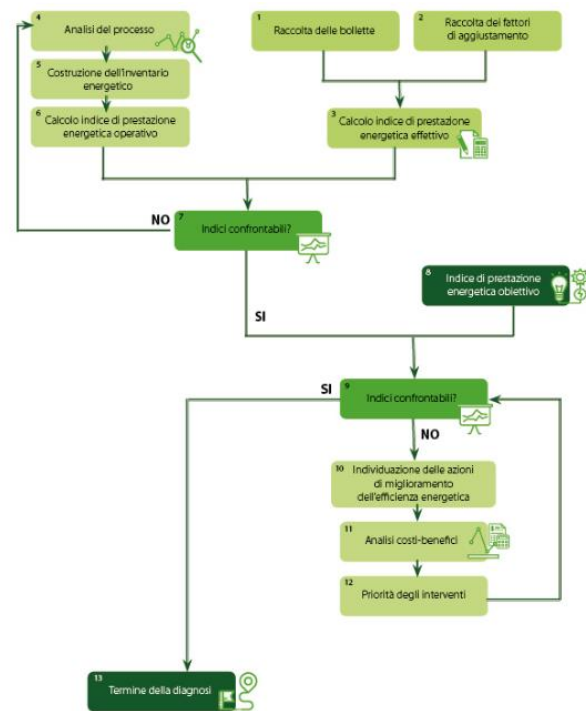 4
Analisi del processo
1
Raccolta delle bollette
2
Raccolta dei fattori
di aggiustamento
5
Costruzione dell'inventario
energetico
6
Calcolo indice di prestazione
energetica operativo
3
Calcolo indice di prestazione
energetica effettivo
NO
7
Indici confrontabili?
8
Indice di prestazione
energetica obiettivo
SI
SI
9
Indici confrontabili?
NO
10
Individuazione delle azioni
di miglioramento
dell'efficienza energetica
11
Analisi costi-benefici
12
Priorità degli interventi
13
Termine della diagnosi